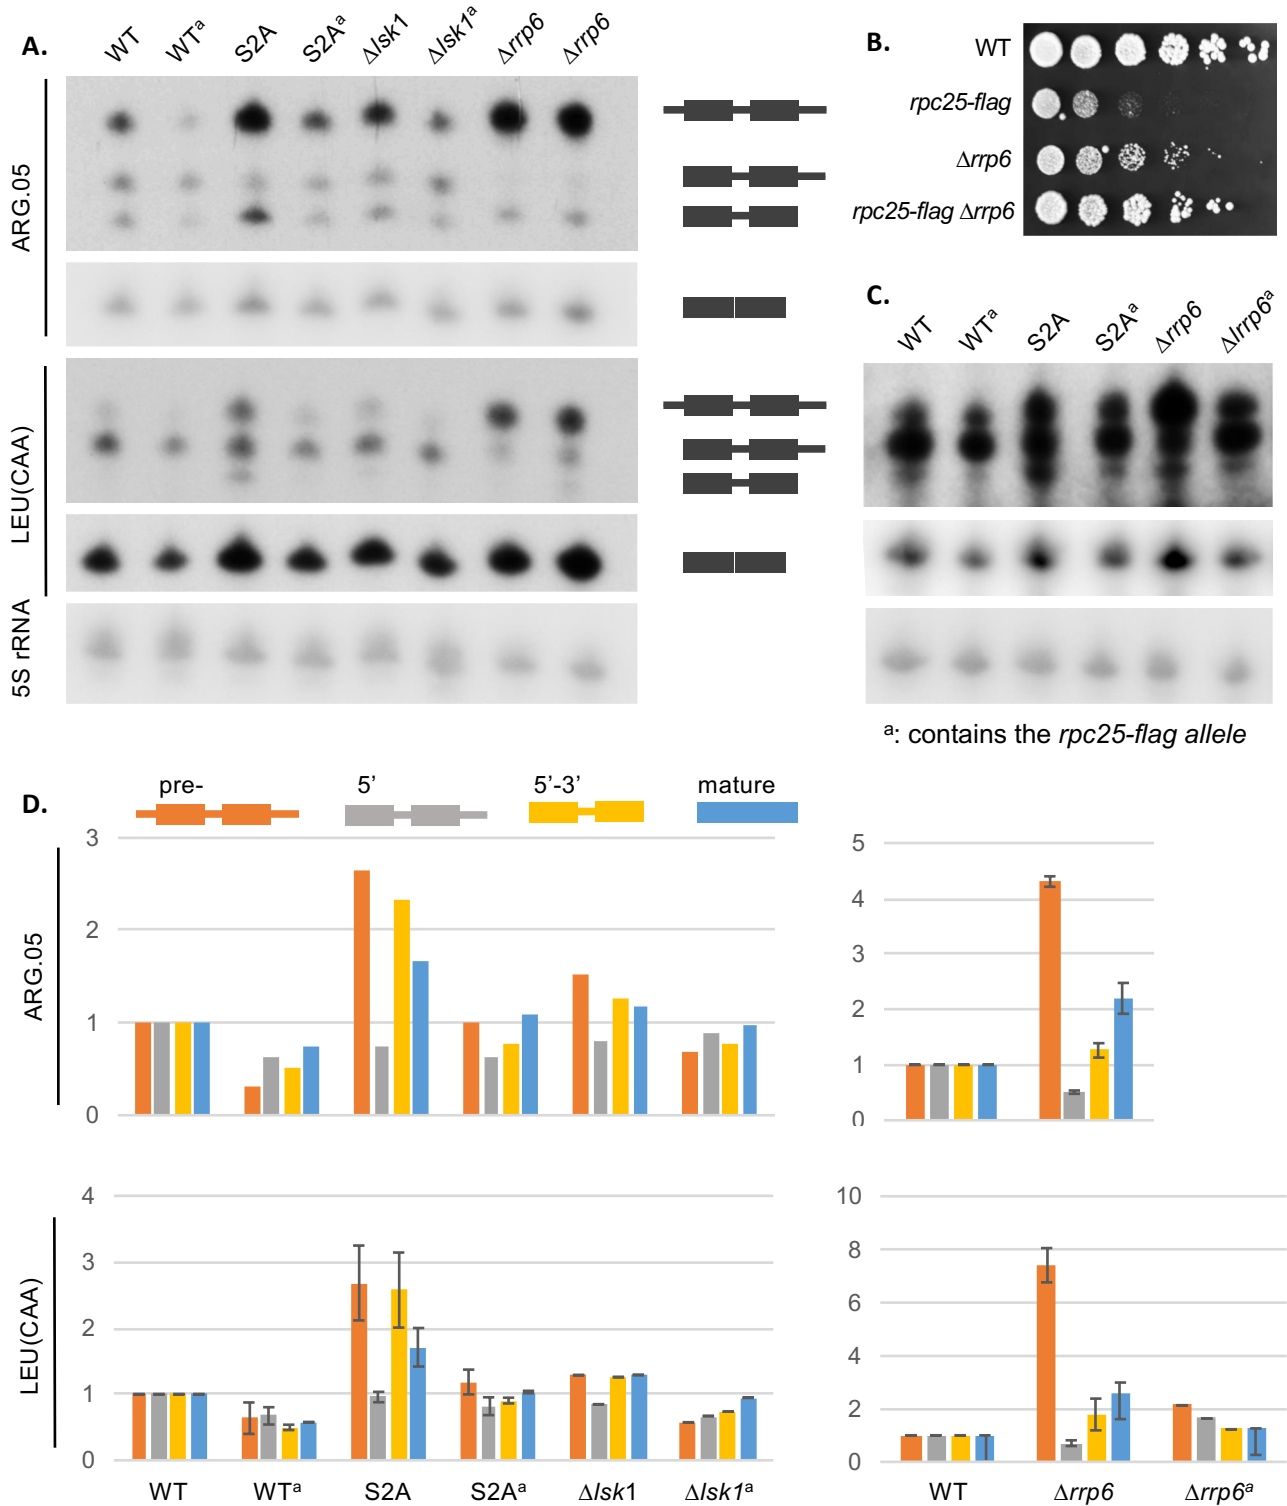 A.
WT WTᵃ S2A S2Aᵃ Δlsk1 Δlsk1ᵃ Δrrp6 Δrrp6
ARG.05
LEU(CAA)
5S rRNA
B.
WT
rpc25-flag
Δrrp6
rpc25-flag Δrrp6
C.
WT WTᵃ S2A S2Aᵃ Δrrp6 Δlrrp6ᵃ
ᵃ: contains the rpc25-flag allele
D.
pre- 5’ 5’-3’ mature
ARG.05
3
2
1
0
5
4
3
2
1
0
LEU(CAA)
4
3
2
1
0
WT WTᵃ S2A S2Aᵃ Δlsk1 Δlsk1ᵃ
10
8
6
4
2
0
WT Δrrp6 Δrrp6ᵃ